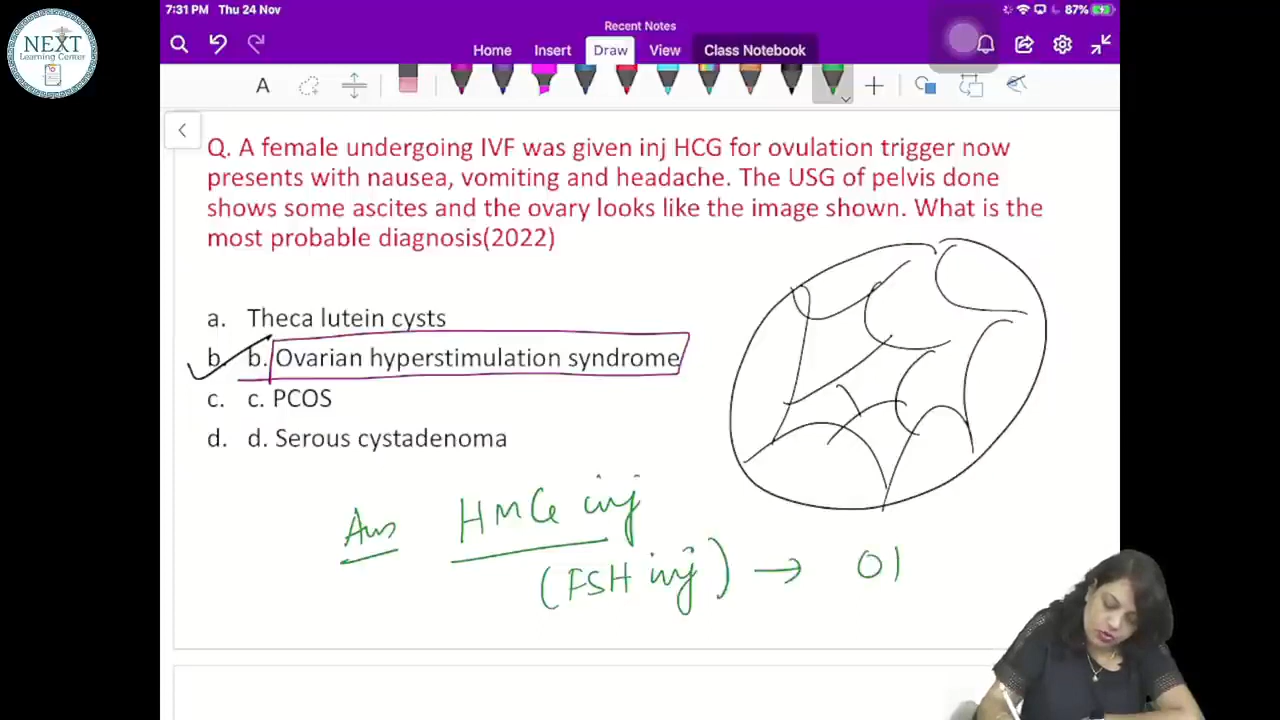 7:31 PM Thu 24 Nov
87%
NEXT
Learning Center
Recent Notes
Home Insert Draw View Class Notebook
A
Q. A female undergoing IVF was given inj HCG for ovulation trigger now
presents with nausea, vomiting and headache. The USG of pelvis done
shows some ascites and the ovary looks like the image shown. What is the
most probable diagnosis(2022)
a. Theca lutein cysts
b. b. Ovarian hyperstimulation syndrome
c. c. PCOS
d. d. Serous cystadenoma
Ans HMG inj
(FSH inj) →